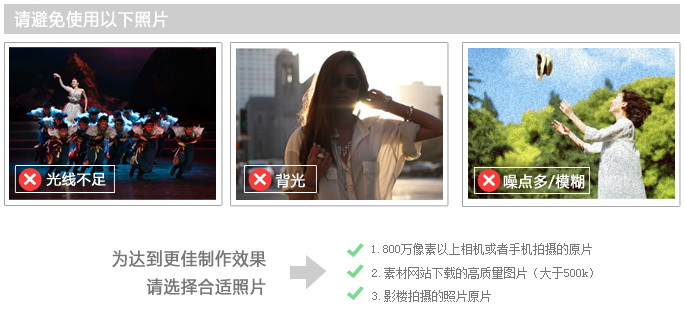 请避免使用以下照片
光线不足
背光
噪点多/模糊
为达到更佳制作效果
请选择合适照片
1.800万像素以上相机或者手机拍摄的原片
2.素材网站下载的高质量图片（大于500k）
3.影楼拍摄的照片原片